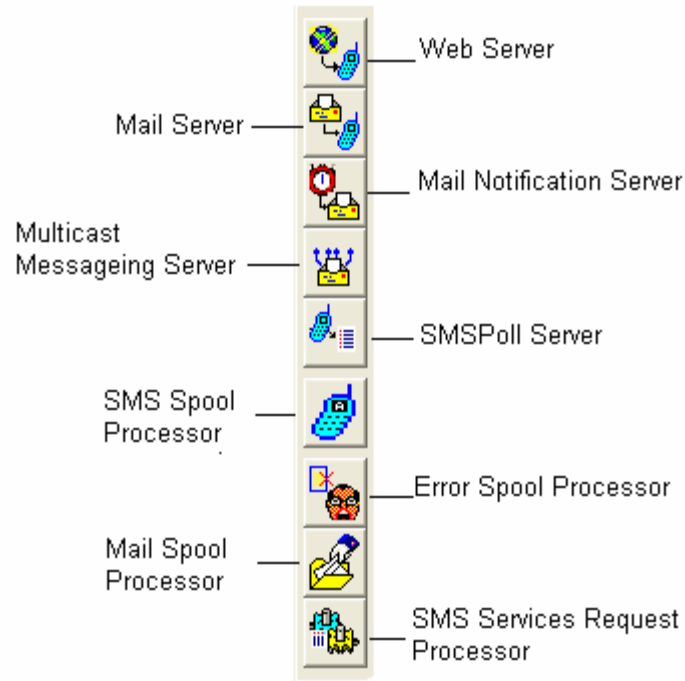 Web Server
Mail Server
Mail Notification Server
Multicast
Messageing Server
SMSPoll Server
SMS Spool
Processor
Error Spool Processor
Mail Spool
Processor
SMS Services Request
Processor